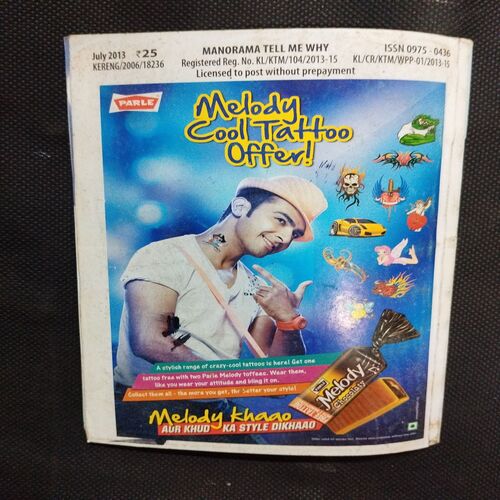 July 2013 ₹25
KERENG/2006/18236
MANORAMA TELL ME WHY
Registered Reg. No. KL/KTM/104/2013-15
Licensed to post without prepayment
ISSN 0975 - 0436
KL/CR/KTM/WPP-01/2013-15
PARLE
Melody
Cool Tattoo
Offer!
A stylish range of crazy-cool tattoos is here! Get one
tattoo free with two Parle Melody toffees. Wear them,
like you wear your attitude and bling it on.
Collect them all - the more you get, the better your style!
Melody khaao
AUR KHUD KA STYLE DIKHAAO
PARLE
Melody
Chocolaty